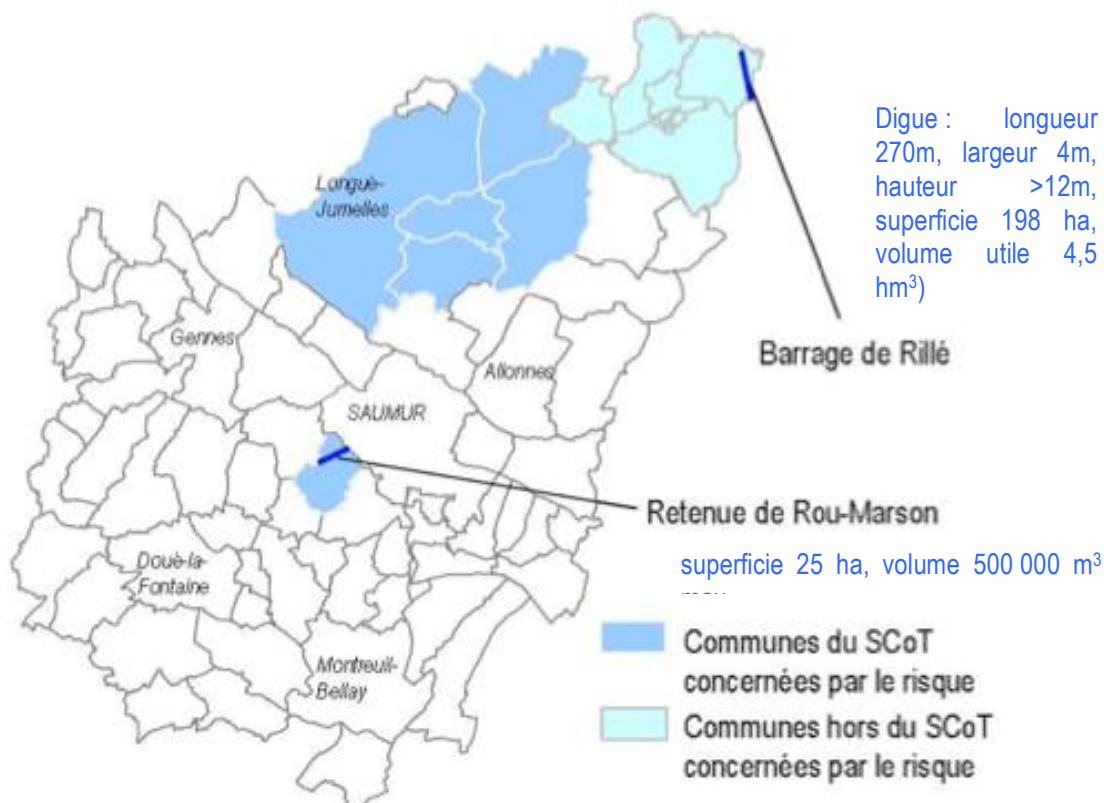 Digue : longueur
270m, largeur 4m,
hauteur >12m,
superficie 198 ha,
volume utile 4,5
hm³)
Longuè-
Jumelles
Barrage de Rillé
Gennes
Allonnes
SAUMUR
Retenue de Rou-Marson
superficie 25 ha, volume 500 000 m³
Douè-la-
Fontaine
Communes du SCoT
concernées par le risque
Montreuil-
Bellay
Communes hors du SCoT
concernées par le risque